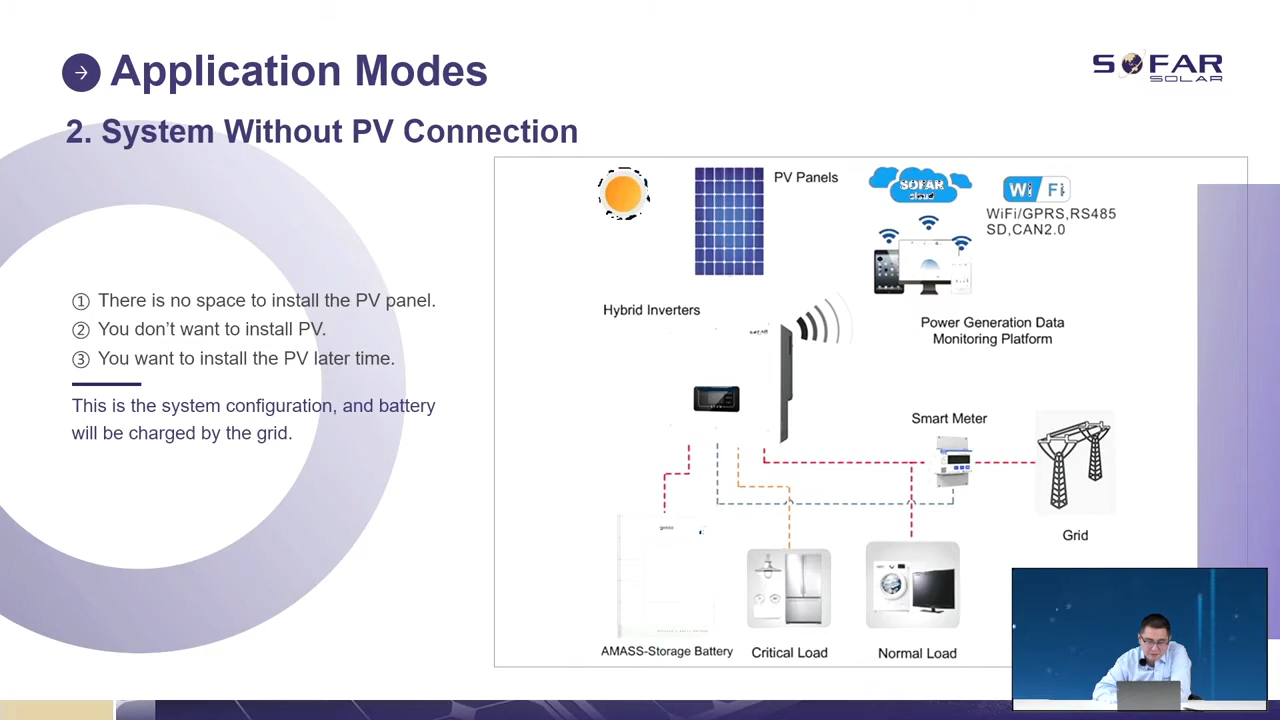 Application Modes
SOFAR
SOLAR
2. System Without PV Connection
① There is no space to install the PV panel.
② You don’t want to install PV.
③ You want to install the PV later time.
This is the system configuration, and battery
will be charged by the grid.
PV Panels
SOFAR
cloud
Wi Fi
WiFi/GPRS,RS485
SD,CAN2.0
Hybrid Inverters
SOFAR
Power Generation Data
Monitoring Platform
Smart Meter
Grid
AMASS-Storage Battery
Critical Load
Normal Load